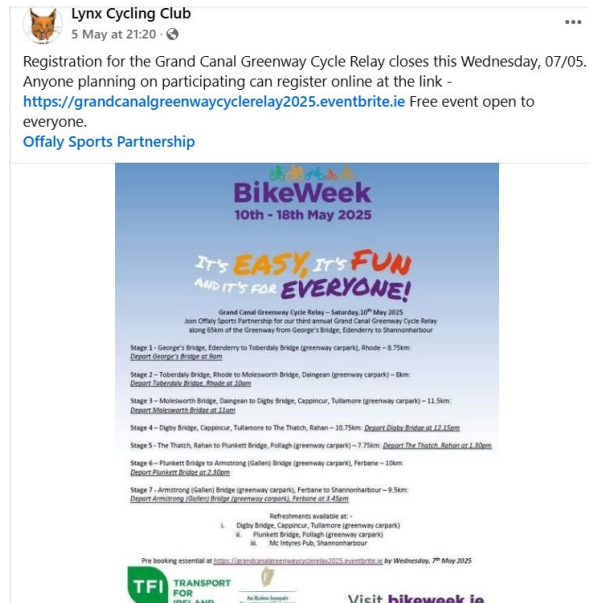 Lynx Cycling Club
5 May at 21:20 ·
Registration for the Grand Canal Greenway Cycle Relay closes this Wednesday, 07/05.
Anyone planning on participating can register online at the link -
https://grandcanalgreenwaycyclerelay2025.eventbrite.ie Free event open to
everyone.
Offaly Sports Partnership
BikeWeek
10th - 18th May 2025
IT'S EASY, IT'S FUN
AND IT'S FOR EVERYONE!
Grand Canal Greenway Cycle Relay – Saturday, 10th May 2025
Join Offaly Sports Partnership for our third annual Grand Canal Greenway Cycle Relay
along 65km of the Greenway from George's Bridge, Edenderry to Shannonharbour
Stage 1 - George's Bridge, Edenderry to Toberdaly Bridge (greenway carpark), Rhode – 8.75km:
Depart George's Bridge at 9am
Stage 2 – Toberdaly Bridge, Rhode to Molesworth Bridge, Daingean (greenway carpark) – 8km:
Depart Toberdaly Bridge, Rhode at 10am
Stage 3 – Molesworth Bridge, Daingean to Digby Bridge, Cappincur, Tullamore (greenway carpark) – 11.5km:
Depart Molesworth Bridge at 11am
Stage 4 – Digby Bridge, Cappincur, Tullamore to The Thatch, Rahan – 10.75km: Depart Digby Bridge at 12.15pm
Stage 5 - The Thatch, Rahan to Plunkett Bridge, Pollagh (greenway carpark) – 7.75km: Depart The Thatch, Rahan at 1.30pm
Stage 6 – Plunkett Bridge to Armstrong (Gallen) Bridge (greenway carpark), Ferbane – 10km:
Depart Plunkett Bridge at 2.30pm
Stage 7 - Armstrong (Gallen) Bridge (greenway carpark), Ferbane to Shannonharbour – 9.5km:
Depart Armstrong (Gallen) Bridge (greenway carpark), Ferbane at 3.45pm
Refreshments available at: -
i. Digby Bridge, Cappincur, Tullamore (greenway carpark)
ii. Plunkett Bridge, Pollagh (greenway carpark)
iii. Mc Intyres Pub, Shannonharbour
Pre booking essential at https://grandcanalgreenwaycyclerelay2025.eventbrite.ie by Wednesday, 7th May 2025
TFI
TRANSPORT
FOR
IRELAND
An Roinn Iompair
Visit bikeweek.ie